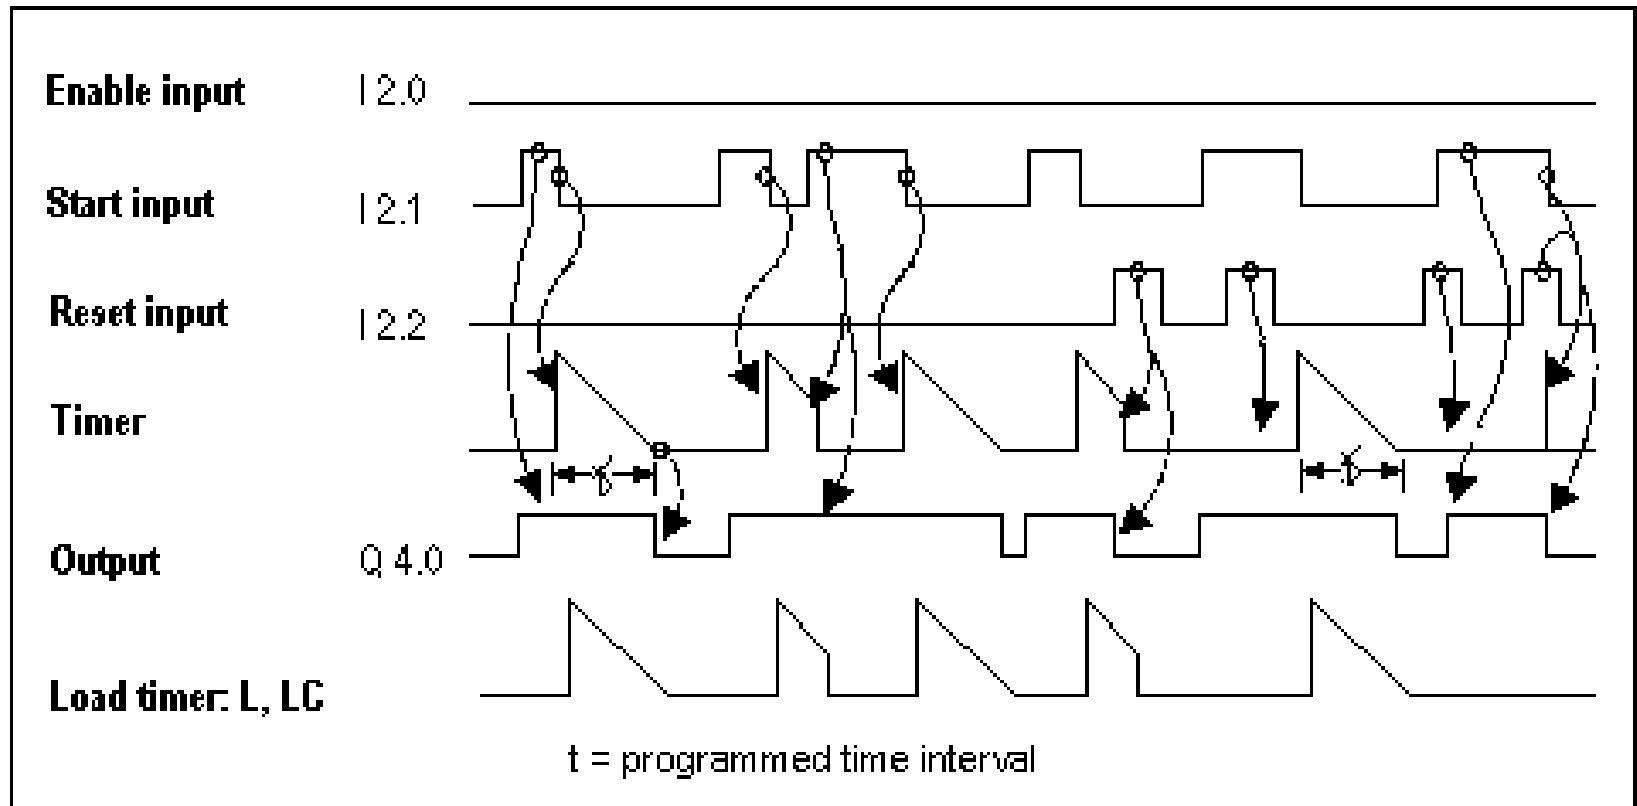 Enable input I 2.0
Start input I 2.1
Reset input I 2.2
Timer
t t
Output Q 4.0
Load timer: L, LC
t = programmed time interval